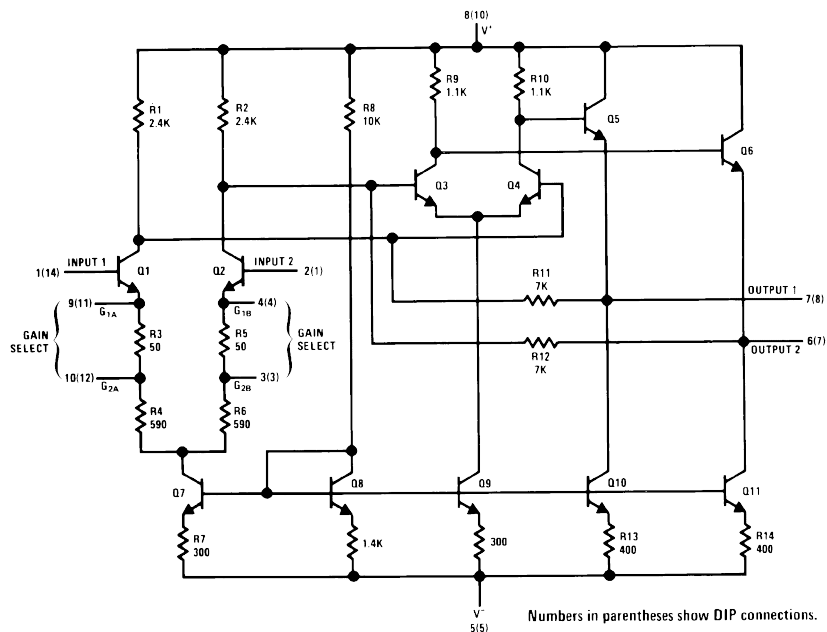 8(10)
V+
R1
2.4K
R2
2.4K
R8
10K
R9
1.1K
R10
1.1K
Q5
Q6
Q3
Q4
INPUT 1
1(14)
Q1
Q2
INPUT 2
2(1)
R11
7K
OUTPUT 1
7(8)
9(11)
G1A
4(4)
G1B
GAIN
SELECT
R3
50
R5
50
GAIN
SELECT
R12
7K
OUTPUT 2
6(7)
10(12)
G2A
3(3)
G2B
R4
590
R6
590
Q7
Q8
Q9
Q10
Q11
R7
300
1.4K
300
R13
400
R14
400
V-
5(5)
Numbers in parentheses show DIP connections.